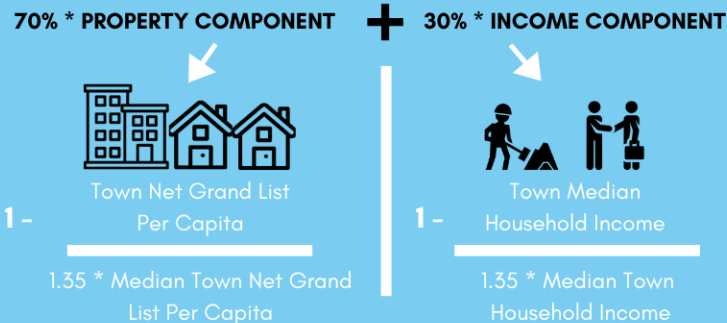 70% * PROPERTY COMPONENT + 30% * INCOME COMPONENT
Town Net Grand List
Per Capita
1 -
1.35 * Median Town Net Grand
List Per Capita
Town Median
Household Income
1 -
1.35 * Median Town
Household Income